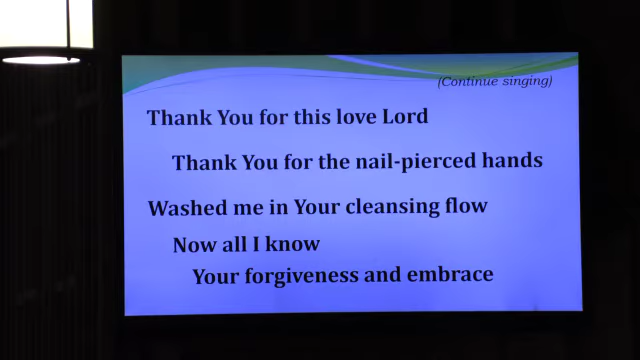 (Continue singing)
Thank You for this love Lord
Thank You for the nail-pierced hands
Washed me in Your cleansing flow
Now all I know
Your forgiveness and embrace